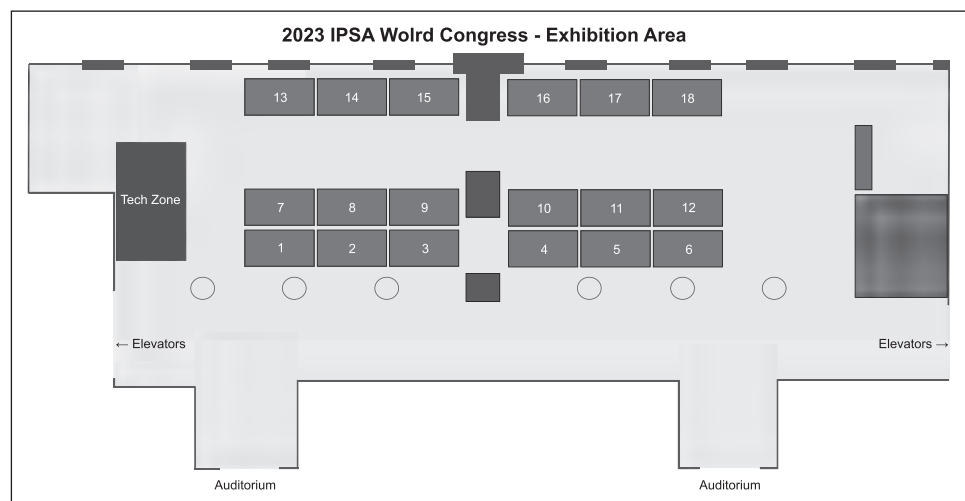 2023 IPSA Wolrd Congress - Exhibition Area
13 14 15 16 17 18
Tech Zone
7 8 9 10 11 12
1 2 3 4 5 6
← Elevators Elevators →
Auditorium Auditorium